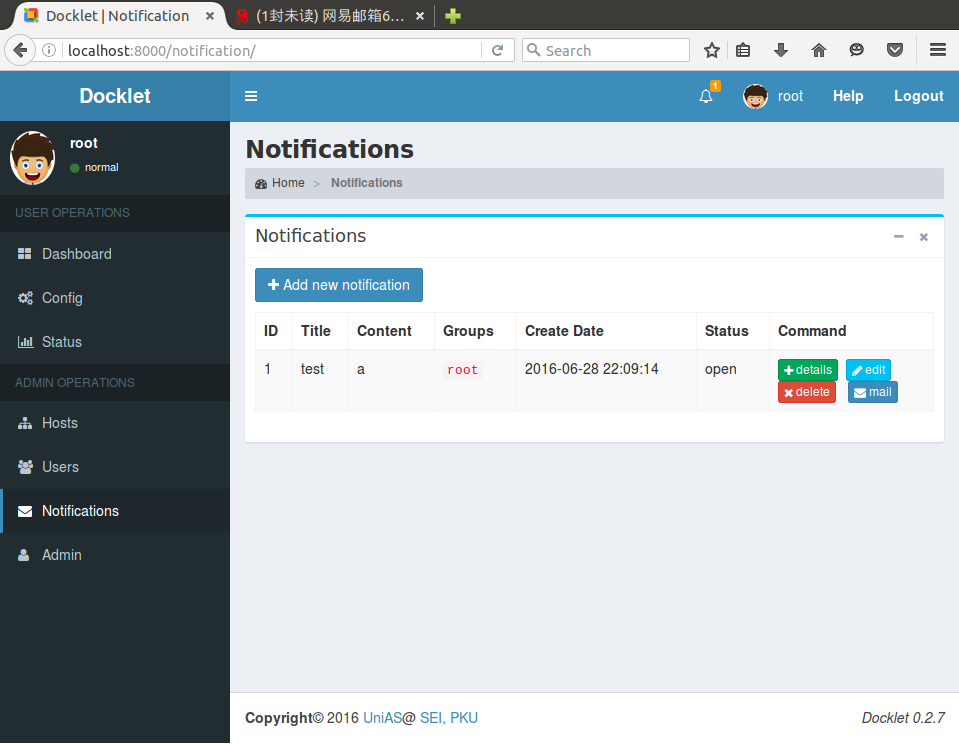 Docklet | Notification
(1封未读) 网易邮箱6...
localhost:8000/notification/
Search
Docklet
1
root
Help
Logout
root
normal
USER OPERATIONS
Dashboard
Config
Status
ADMIN OPERATIONS
Hosts
Users
Notifications
Admin
Notifications
Home > Notifications
Notifications
Add new notification
ID Title Content Groups Create Date Status Command
1 test a root 2016-06-28 22:09:14 open details edit
delete mail
Copyright© 2016 UniAS@ SEI, PKU
Docklet 0.2.7